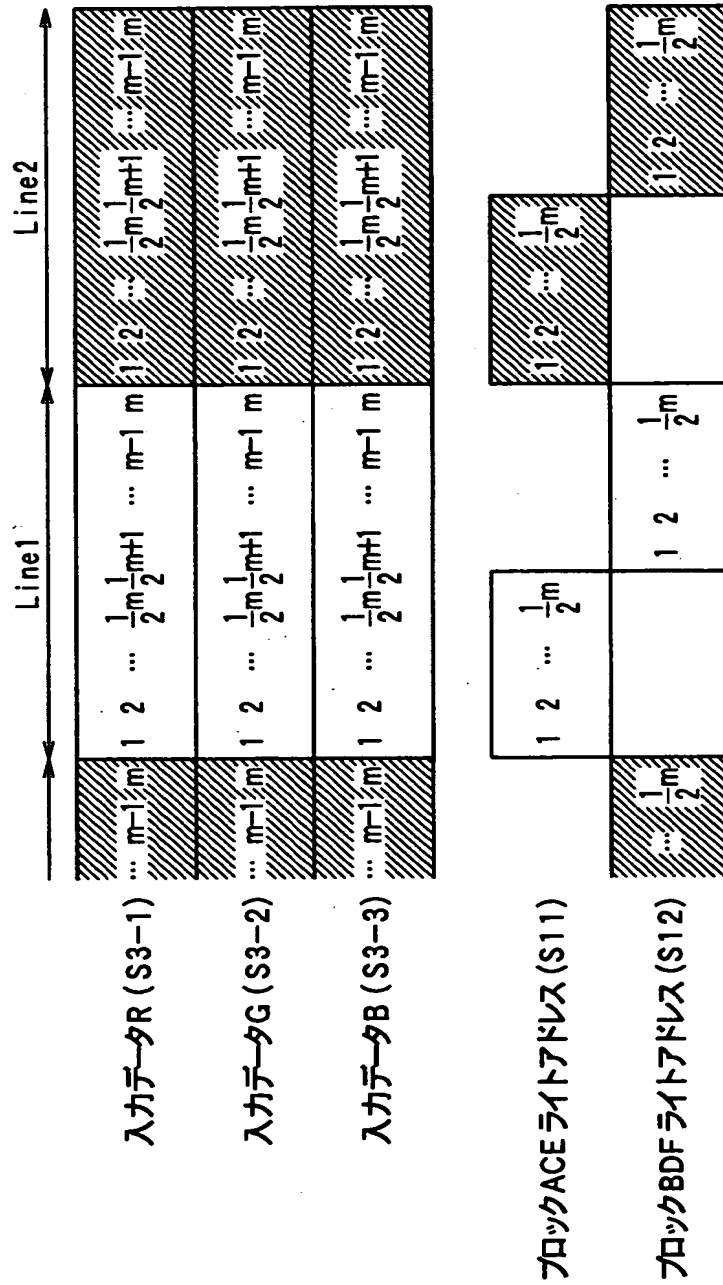 Line1 Line2
入力データR(S3-1) … m-1 m 1 2 … 1/2m 1/2m+1 … m-1 m 1 2 … 1/2m 1/2m+1 … m-1 m
入力データG(S3-2) … m-1 m 1 2 … 1/2m 1/2m+1 … m-1 m 1 2 … 1/2m 1/2m+1 … m-1 m
入力データB(S3-3) … m-1 m 1 2 … 1/2m 1/2m+1 … m-1 m 1 2 … 1/2m 1/2m+1 … m-1 m
ブロックACEライトアドレス(S11) 1 2 … 1/2m 1 2 … 1/2m
ブロックBDFライトアドレス(S12) … 1/2m 1 2 … 1/2m 1 2 … 1/2m